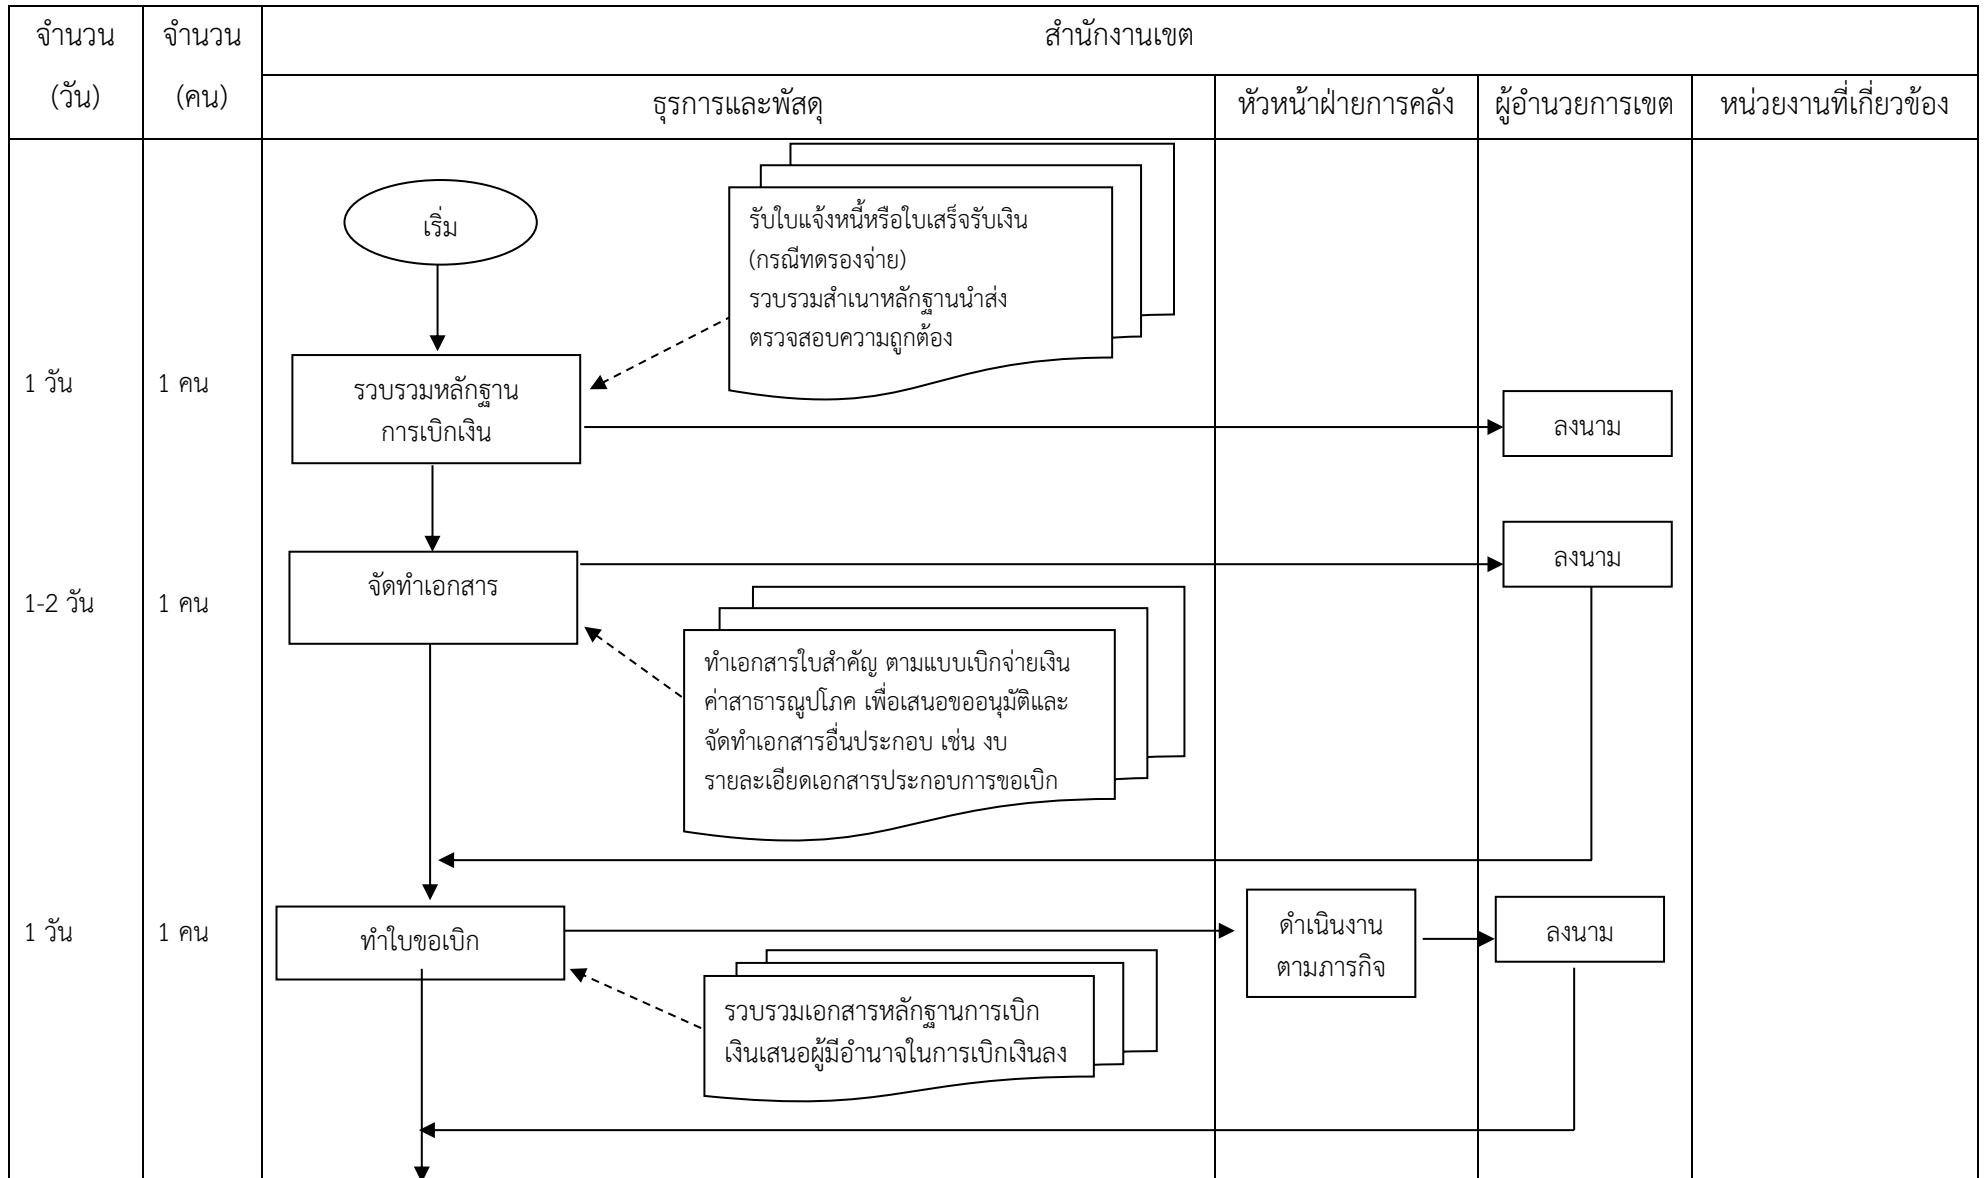 จำนวน
(วัน)
จำนวน
(คน)
สำนักงานเขต
ธุรการและพัสดุ
หัวหน้าฝ่ายการคลัง
ผู้อำนวยการเขต
หน่วยงานที่เกี่ยวข้อง
เริ่ม
รับใบแจ้งหนี้หรือใบเสร็จรับเงิน
(กรณีทดรองจ่าย)
รวบรวมสำเนาหลักฐานนำส่ง
ตรวจสอบความถูกต้อง
1 วัน
1 คน
รวบรวมหลักฐาน
การเบิกเงิน
ลงนาม
1-2 วัน
1 คน
จัดทำเอกสาร
ลงนาม
ทำเอกสารใบสำคัญ ตามแบบเบิกจ่ายเงิน
ค่าสาธารณูปโภค เพื่อเสนอขออนุมัติและ
จัดทำเอกสารอื่นประกอบ เช่น งบ
รายละเอียดเอกสารประกอบการขอเบิก
1 วัน
1 คน
ทำใบขอเบิก
ดำเนินงาน
ตามภารกิจ
ลงนาม
รวบรวมเอกสารหลักฐานการเบิก
เงินเสนอผู้มีอำนาจในการเบิกเงินลง